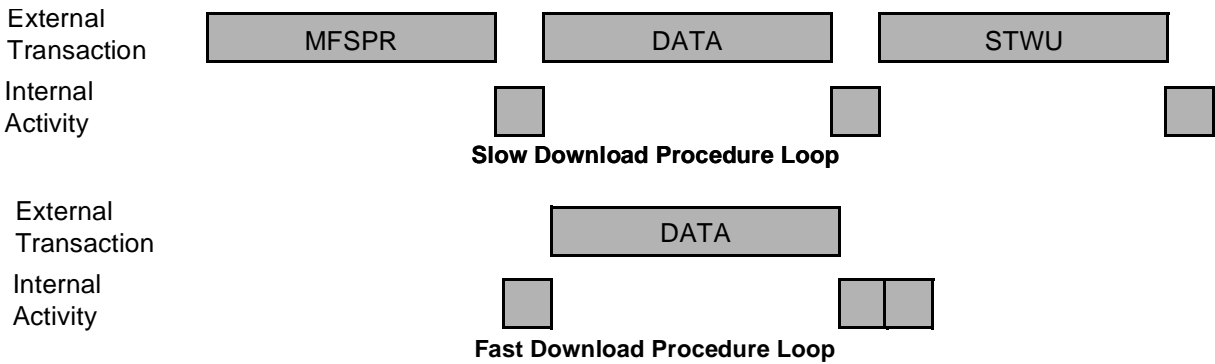 External
Transaction
MFSPR
DATA
STWU
Internal
Activity
Slow Download Procedure Loop
External
Transaction
DATA
Internal
Activity
Fast Download Procedure Loop